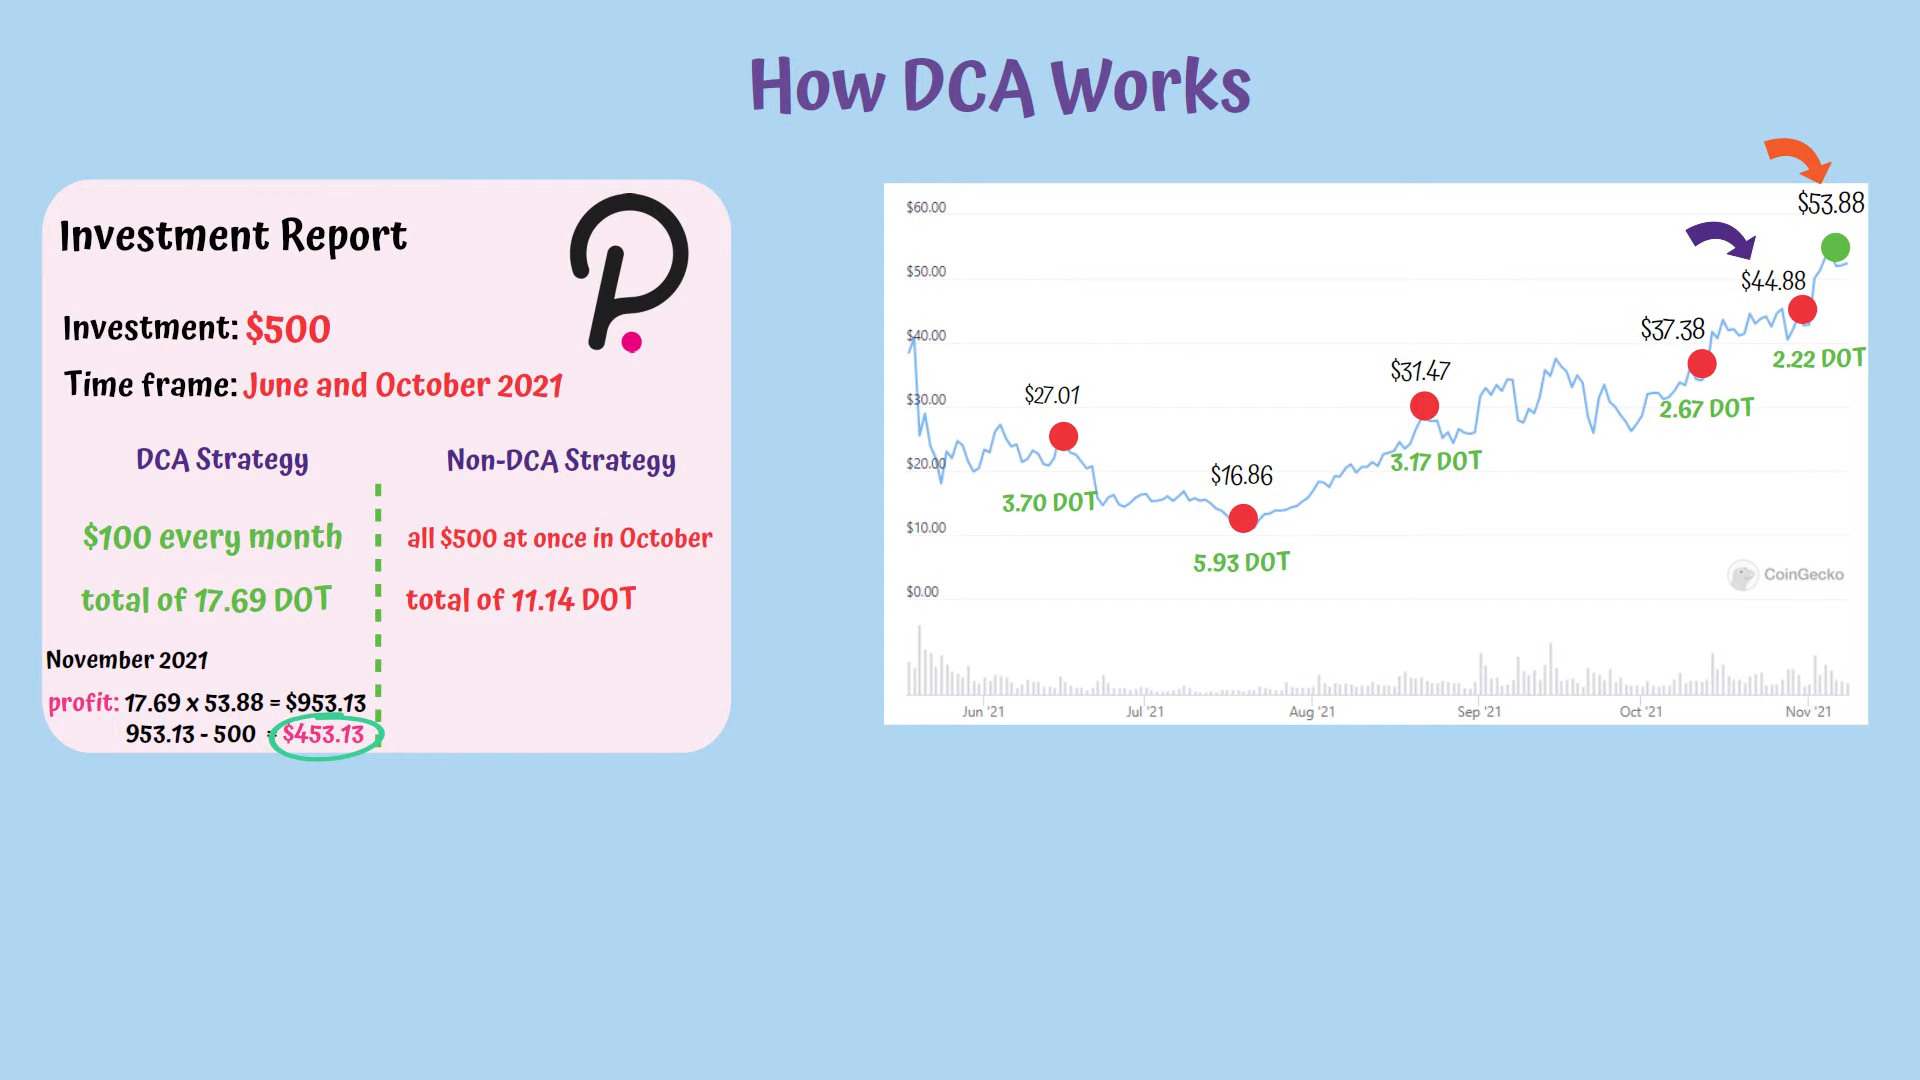 How DCA Works
Investment Report
Investment: $500
Time frame: June and October 2021
DCA Strategy
Non-DCA Strategy
$100 every month
all $500 at once in October
total of 17.69 DOT
total of 11.14 DOT
November 2021
profit: 17.69 x 53.88 = $953.13
953.13 - 500 = $453.13
$60.00
$50.00
$40.00
$30.00
$20.00
$10.00
$0.00
$27.01
3.70 DOT
$16.86
5.93 DOT
$31.47
3.17 DOT
$37.38
2.67 DOT
$44.88
2.22 DOT
$53.88
CoinGecko
Jun '21
Jul '21
Aug '21
Sep '21
Oct '21
Nov '21